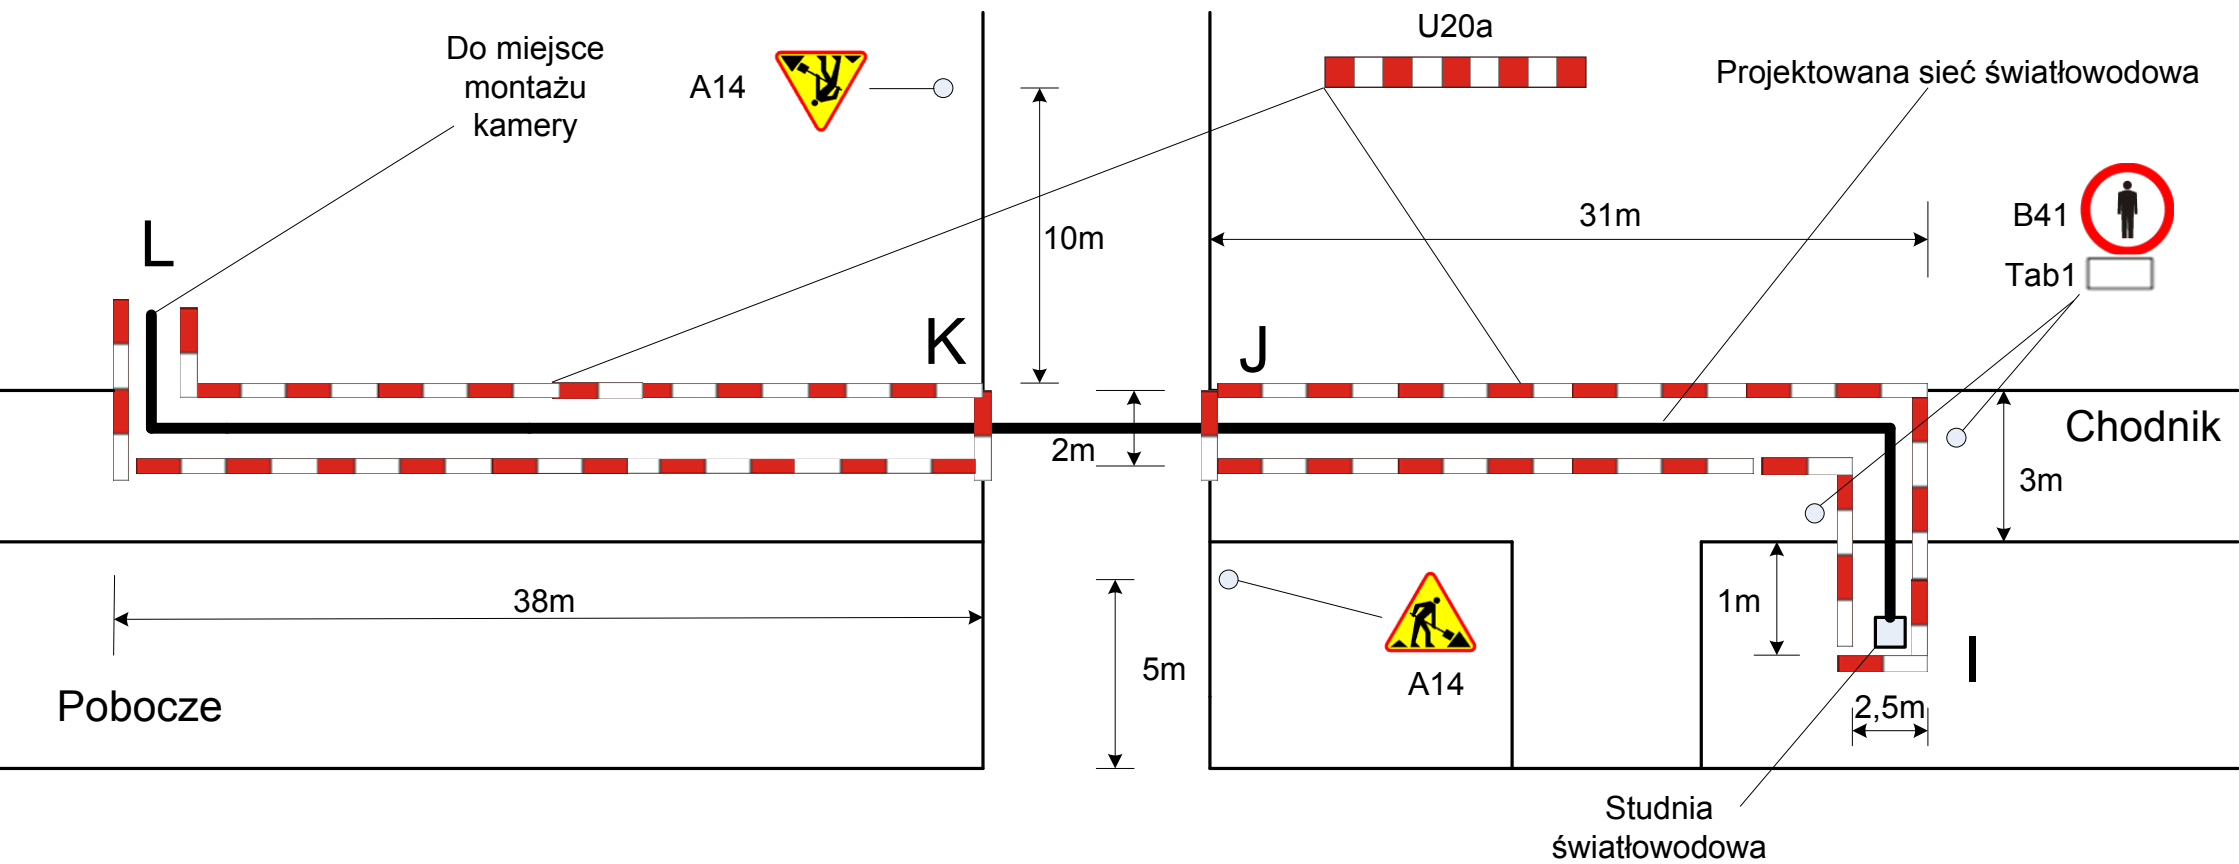 U20a
Do miejsce
montażu
kamery
A14
Projektowana sieć światłowodowa
31m
B41
Tab1
10m
L
K
J
2m
Chodnik
3m
38m
1m
5m
A14
I
Pobocze
2,5m
Studnia
światłowodowa